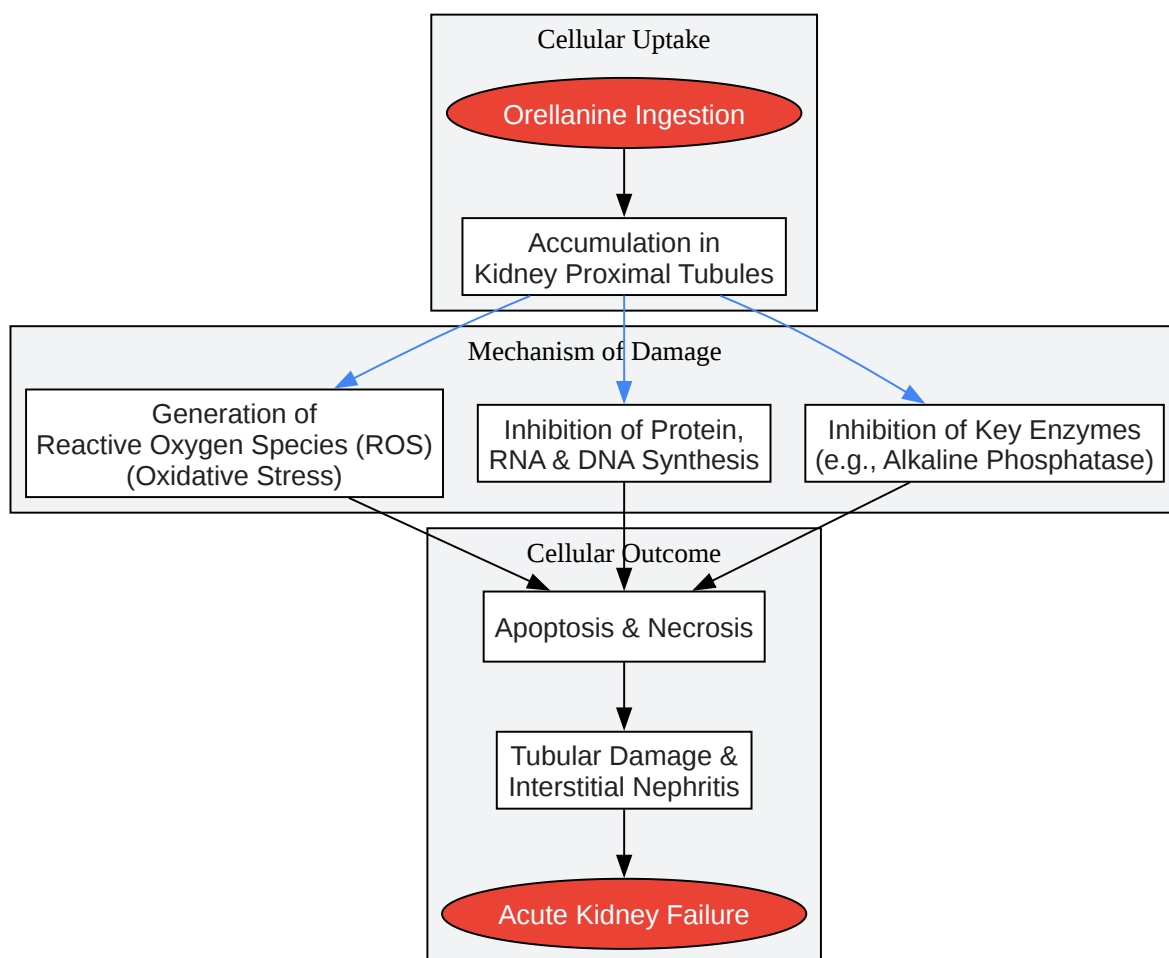 Cellular Uptake
Orellanine Ingestion
Accumulation in
Kidney Proximal Tubules
Mechanism of Damage
Generation of
Reactive Oxygen Species (ROS)
(Oxidative Stress)
Inhibition of Protein,
RNA & DNA Synthesis
Inhibition of Key Enzymes
(e.g., Alkaline Phosphatase)
Cellular Outcome
Apoptosis & Necrosis
Tubular Damage &
Interstitial Nephritis
Acute Kidney Failure